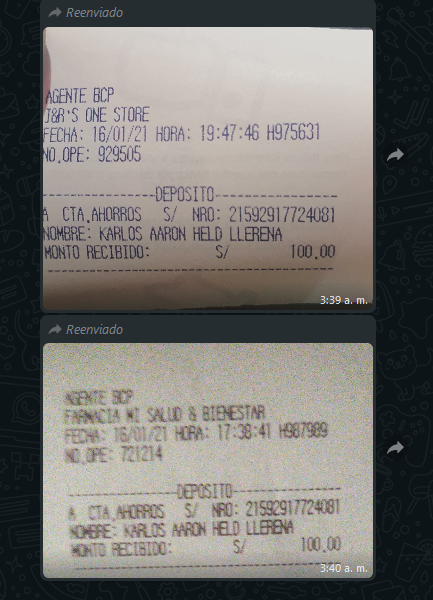 Reenviado
AGENTE BCP
J&R'S ONE STORE
FECHA: 16/01/21 HORA: 19:47:46 H975631
NO.OPE: 929505
DEPOSITO
A CTA.AHORROS S/ NRO: 21592917724081
NOMBRE: KARLOS AARON HELD LLERENA
MONTO RECIBIDO: S/ 100.00
3:39 a. m.
Reenviado
AGENTE BCP
FARMACIA MI SALUD & BIENESTAR
FECHA: 16/01/21 HORA: 17:38:41 H987989
NO.OPE: 721214
DEPOSITO
A CTA.AHORROS S/ NRO: 21592917724081
NOMBRE: KARLOS AARON HELD LLERENA
MONTO RECIBIDO: S/ 100.00
3:40 a. m.